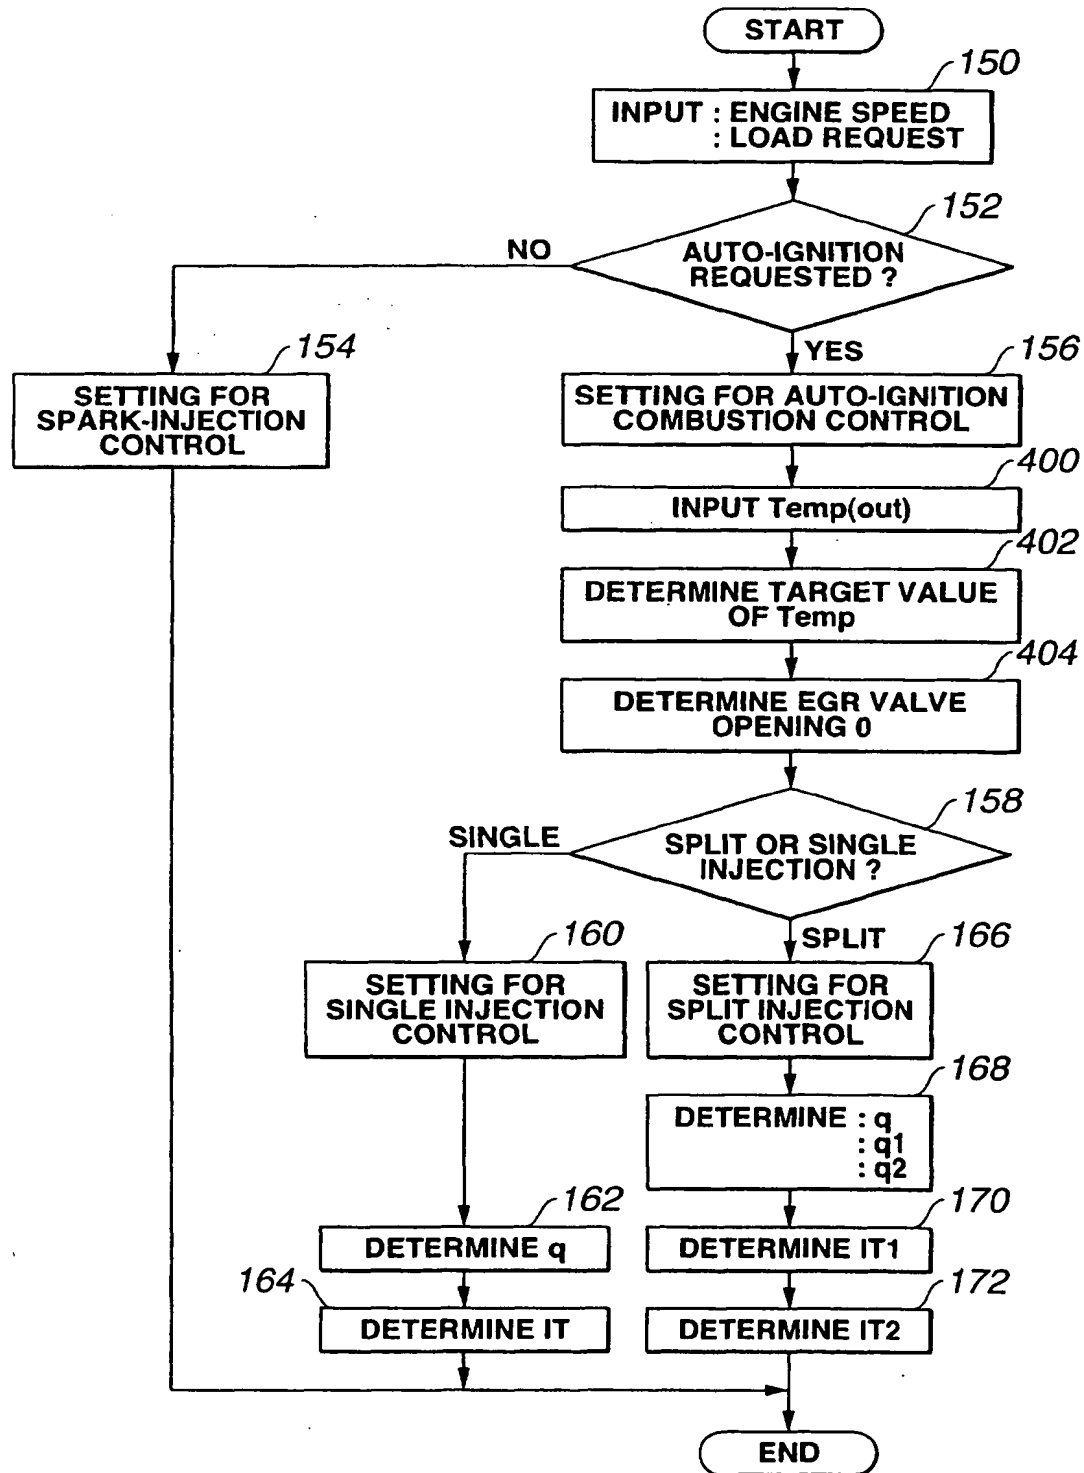 START
150
INPUT : ENGINE SPEED
: LOAD REQUEST
152
NO
AUTO-IGNITION
REQUESTED ?
YES
154
SETTING FOR
SPARK-INJECTION
CONTROL
156
SETTING FOR AUTO-IGNITION
COMBUSTION CONTROL
400
INPUT Temp(out)
402
DETERMINE TARGET VALUE
OF Temp
404
DETERMINE EGR VALVE
OPENING 0
158
SINGLE
SPLIT OR SINGLE
INJECTION ?
SPLIT
160
SETTING FOR
SINGLE INJECTION
CONTROL
166
SETTING FOR
SPLIT INJECTION
CONTROL
168
DETERMINE : q
: q1
: q2
162
DETERMINE q
170
DETERMINE IT1
164
DETERMINE IT
172
DETERMINE IT2
END